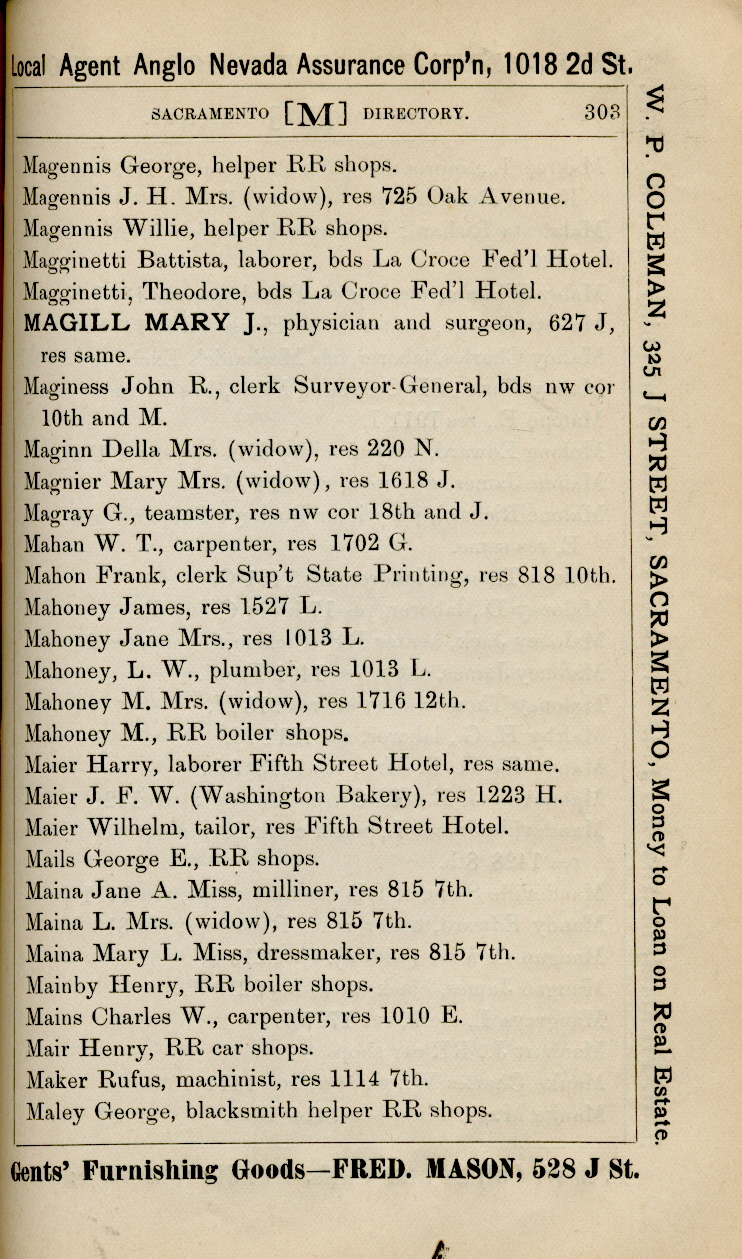 Local Agent Anglo Nevada Assurance Corp'n, 1018 2d St.
SACRAMENTO [M] DIRECTORY. 303
Magennis George, helper RR shops.
Magennis J. H. Mrs. (widow), res 725 Oak Avenue.
Magennis Willie, helper RR shops.
Magginetti Battista, laborer, bds La Croce Fed'l Hotel.
Magginetti, Theodore, bds La Croce Fed'l Hotel.
MAGILL MARY J., physician and surgeon, 627 J,
res same.
Maginess John R., clerk Surveyor-General, bds nw cor
10th and M.
Maginn Della Mrs. (widow), res 220 N.
Magnier Mary Mrs. (widow), res 1618 J.
Magray G., teamster, res nw cor 18th and J.
Mahan W. T., carpenter, res 1702 G.
Mahon Frank, clerk Sup't State Printing, res 818 10th.
Mahoney James, res 1527 L.
Mahoney Jane Mrs., res 1013 L.
Mahoney, L. W., plumber, res 1013 L.
Mahoney M. Mrs. (widow), res 1716 12th.
Mahoney M., RR boiler shops.
Maier Harry, laborer Fifth Street Hotel, res same.
Maier J. F. W. (Washington Bakery), res 1223 H.
Maier Wilhelm, tailor, res Fifth Street Hotel.
Mails George E., RR shops.
Maina Jane A. Miss, milliner, res 815 7th.
Maina L. Mrs. (widow), res 815 7th.
Maina Mary L. Miss, dressmaker, res 815 7th.
Mainby Henry, RR boiler shops.
Mains Charles W., carpenter, res 1010 E.
Mair Henry, RR car shops.
Maker Rufus, machinist, res 1114 7th.
Maley George, blacksmith helper RR shops.
Gents' Furnishing Goods—FRED. MASON, 528 J St.
W. P. COLEMAN, 325 J STREET, SACRAMENTO, Money to Loan on Real Estate.